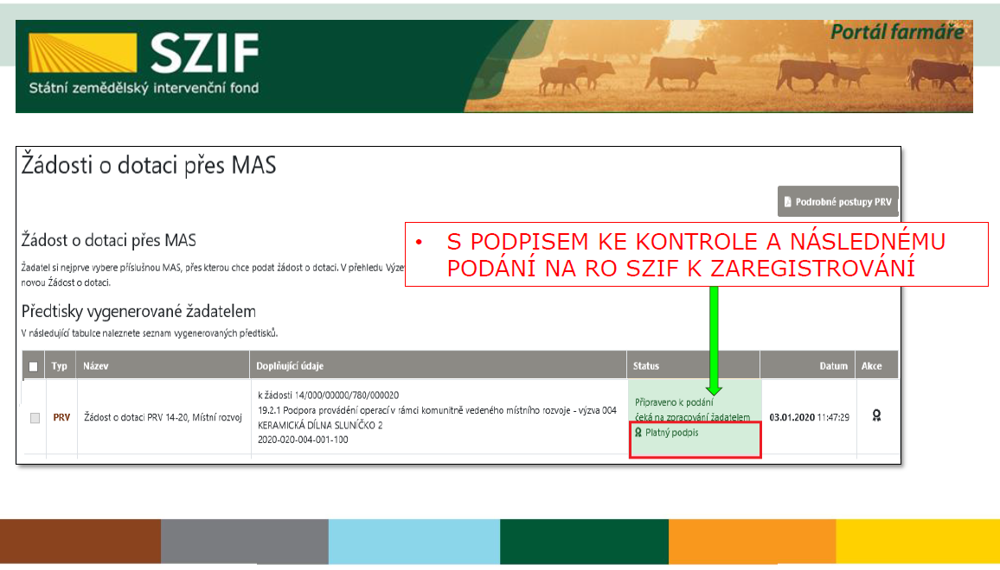 SZIF
Státní zemědělský intervenční fond
Portál farmáře
Žádosti o dotaci přes MAS
Podrobné postupy PRV
Žádost o dotaci přes MAS
• S PODPISEM KE KONTROLE A NÁSLEDNÉMU
PODÁNÍ NA RO SZIF K ZAREGISTROVÁNÍ
Žadatel si nejprve vybere příslušnou MAS, přes kterou chce podat žádost o dotaci. V přehledu
novou Žádost o dotaci.
Předtisky vygenerované žadatelem
V následující tabulce naleznete seznam vygenerovaných předtisků.
Typ Název Doplňující údaje Status Datum Akce
k žádosti 14/000/00000/780/000020
19.2.1 Podpora provádění operací v rámci komunitně vedeného místního rozvoje - výzva 004
KERAMICKÁ DÍLNA SLUNÍČKO 2
2020-020-004-001-100
PRV Žádost o dotaci PRV 14-20, Místní rozvoj
Připraveno k podání
čeká na zpracování žadatelem
Platný podpis
03.01.2020 11:47:29